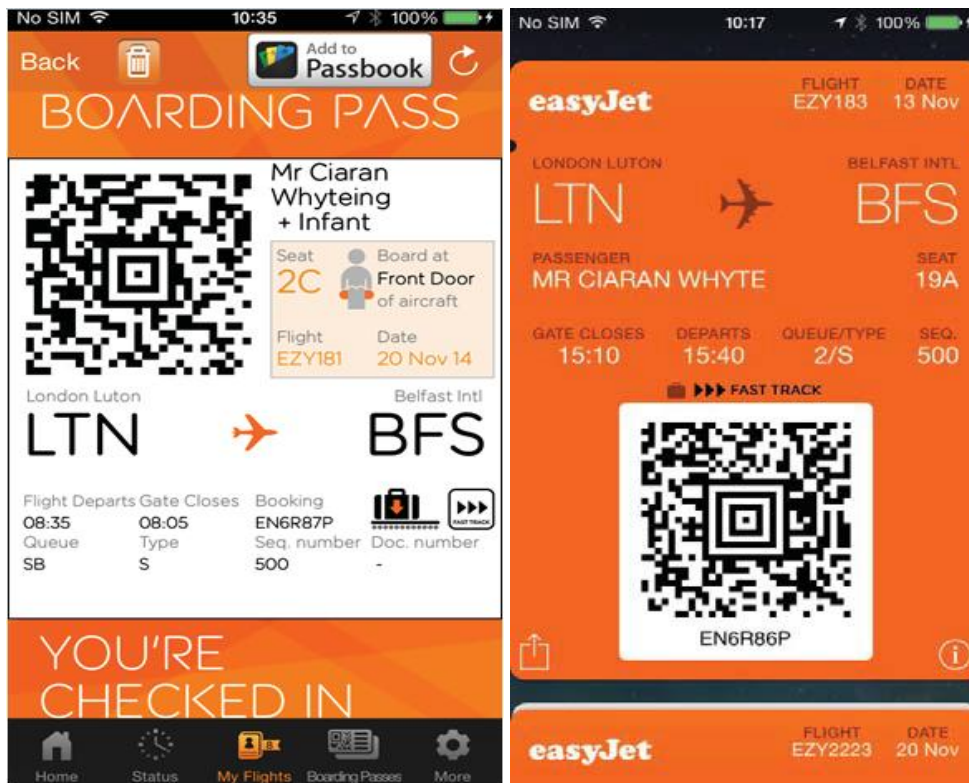 No SIM 10:35 100%
Back Add to Passbook
BOARDING PASS
Mr Ciaran
Whyteing
+ Infant
Seat Board at
2C Front Door
of aircraft
Flight Date
EZY181 20 Nov 14
London Luton Belfast Intl
LTN BFS
Flight Departs Gate Closes Booking
08:35 08:05 EN6R87P
FAST TRACK
Queue Type Seq. number Doc. number
SB S 500 -
YOU'RE
CHECKED IN
Home Status My Flights Boarding Passes More
No SIM 10:17 100%
easyJet
FLIGHT DATE
EZY183 13 Nov
LONDON LUTON BELFAST INTL
LTN BFS
PASSENGER SEAT
MR CIARAN WHYTE 19A
GATE CLOSES DEPARTS QUEUE/TYPE SEQ.
15:10 15:40 2/S 500
FAST TRACK
EN6R86P
easyJet
FLIGHT DATE
EZY2223 20 Nov